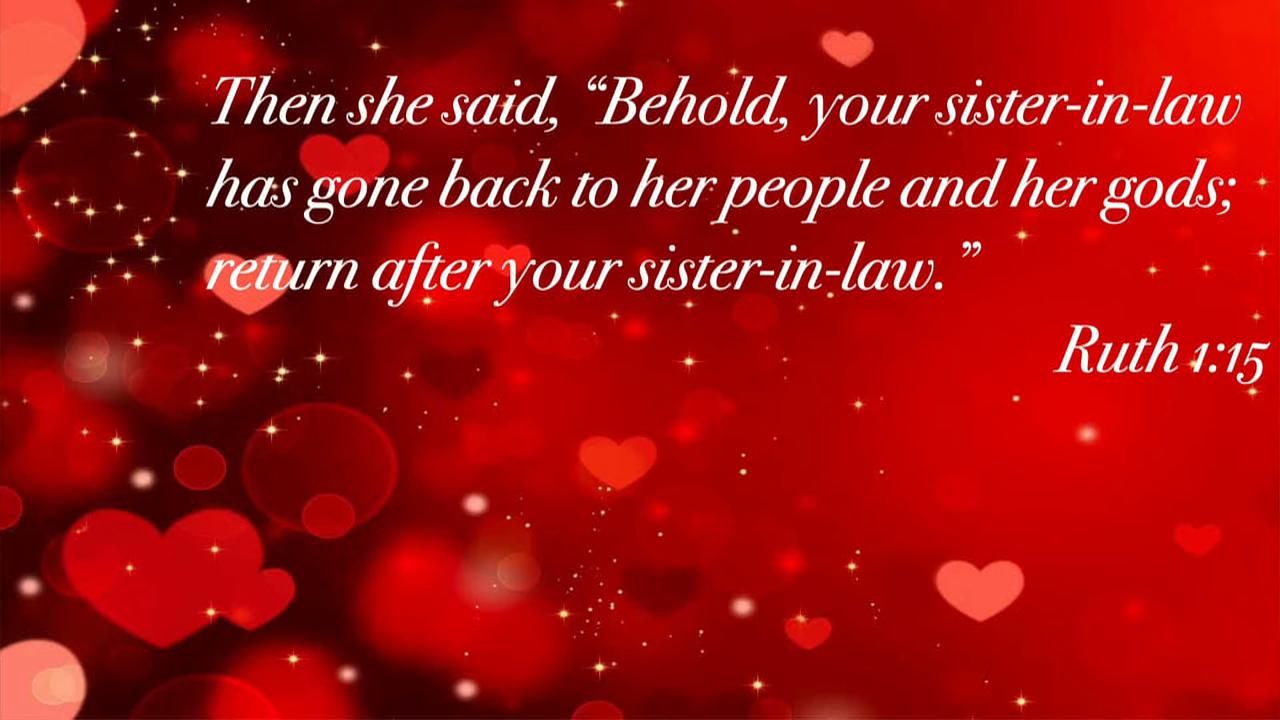 Then she said, “Behold, your sister-in-law
has gone back to her people and her gods;
return after your sister-in-law.”
Ruth 1:15